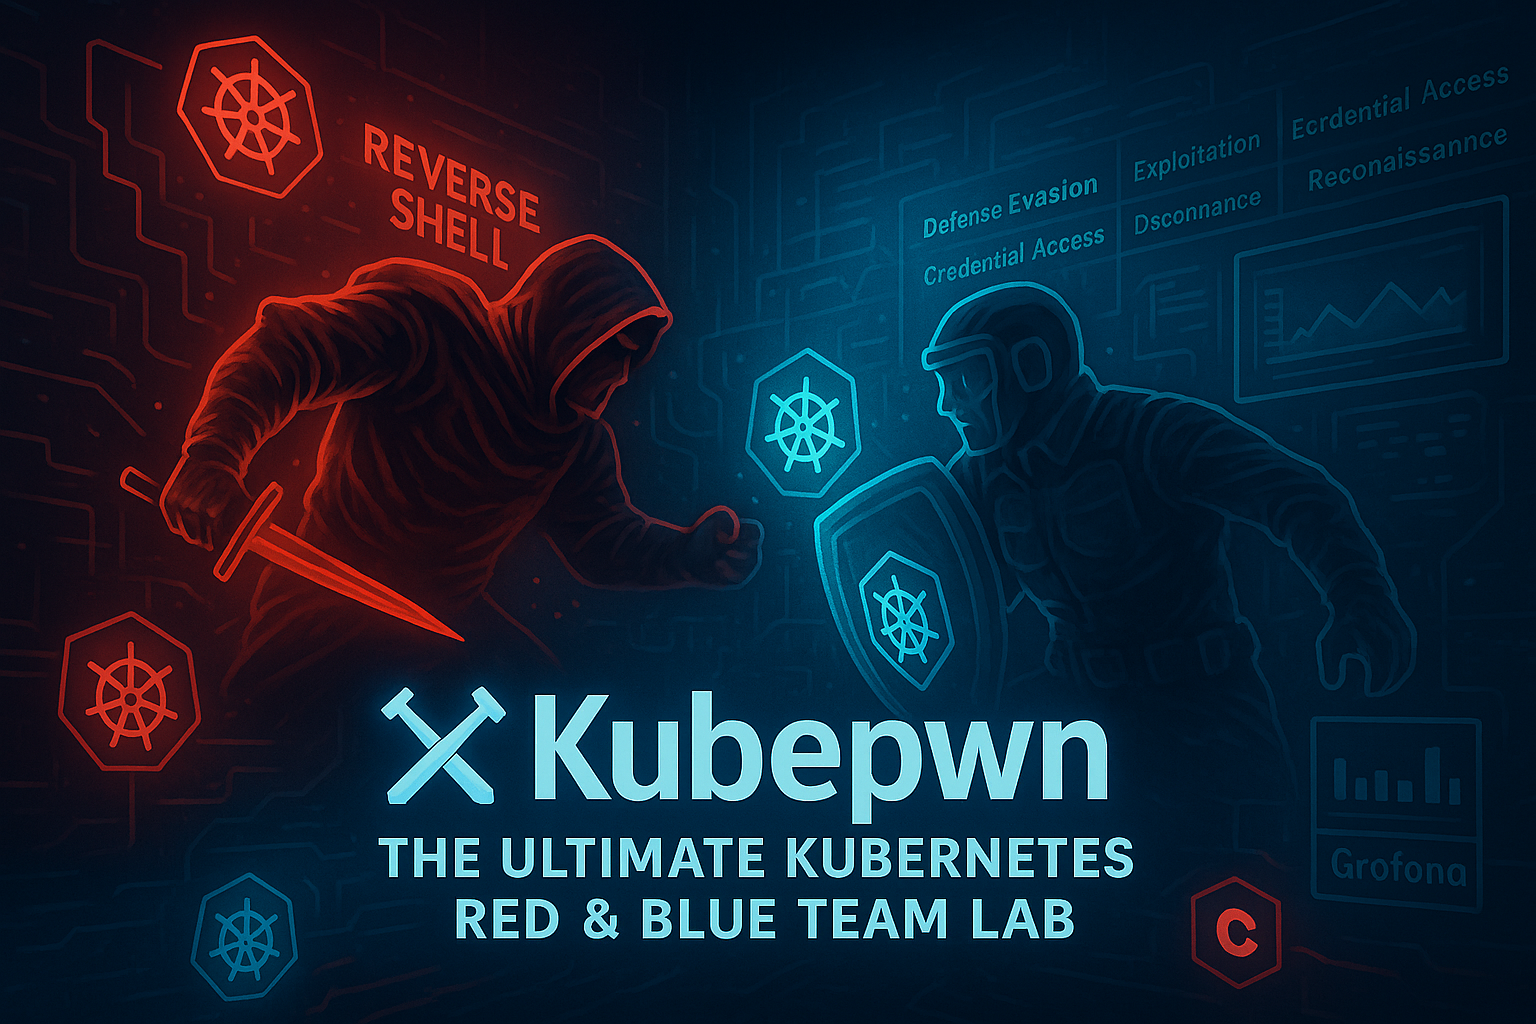 REVERSE
SHELL
Defense Evasion
Exploitation
Ecrdential Access
Credential Access
Dsconnance
Reconaissannce
Kubepwn
THE ULTIMATE KUBERNETES
RED & BLUE TEAM LAB
Grofona
C